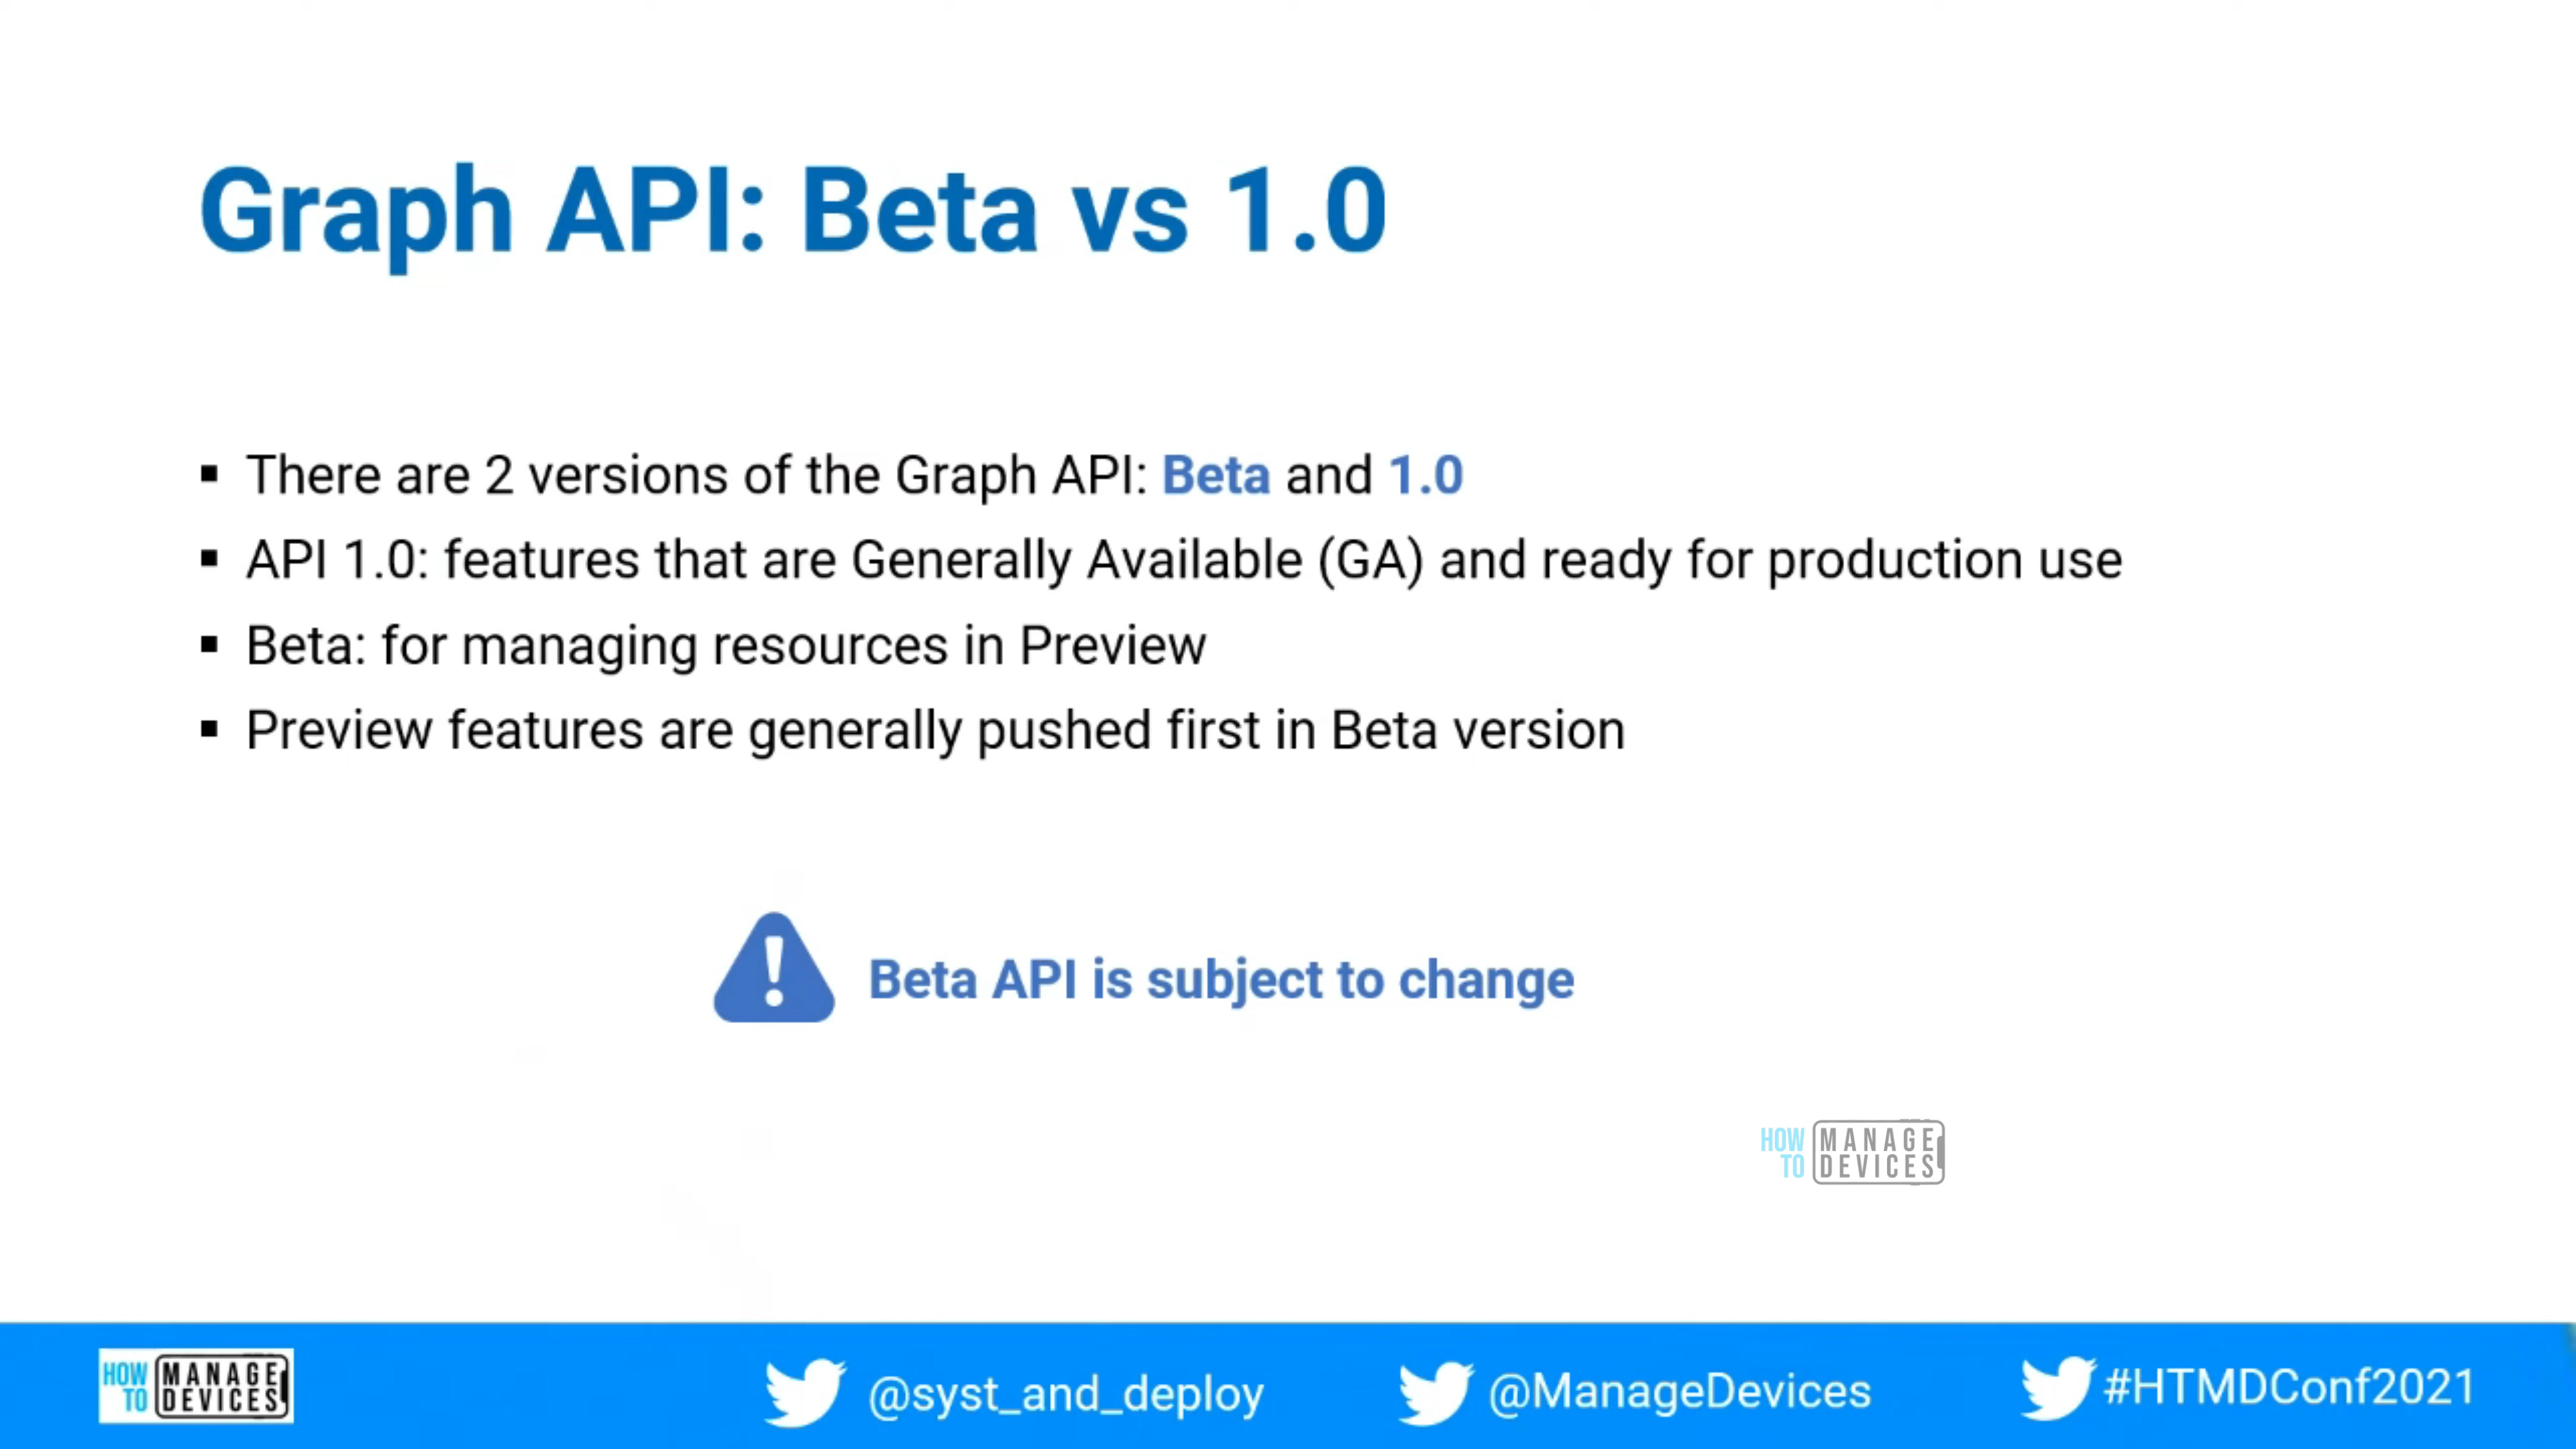 Graph API: Beta vs 1.0
▪ There are 2 versions of the Graph API: Beta and 1.0
▪ API 1.0: features that are Generally Available (GA) and ready for production use
▪ Beta: for managing resources in Preview
▪ Preview features are generally pushed first in Beta version
Beta API is subject to change
HOW TO MANAGE DEVICES
HOW TO MANAGE DEVICES
@syst_and_deploy
@ManageDevices
#HTMDConf2021